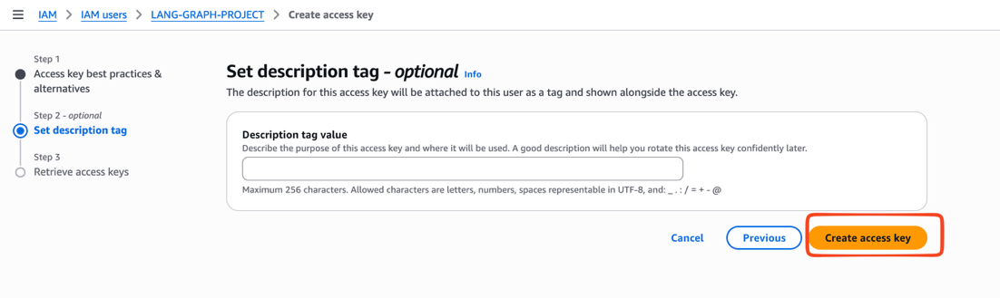 IAM > IAM users > LANG-GRAPH-PROJECT > Create access key
Step 1
Access key best practices &
alternatives
Step 2 - optional
Set description tag
Step 3
Retrieve access keys
Set description tag - optional Info
The description for this access key will be attached to this user as a tag and shown alongside the access key.
Description tag value
Describe the purpose of this access key and where it will be used. A good description will help you rotate this access key confidently later.
Maximum 256 characters. Allowed characters are letters, numbers, spaces representable in UTF-8, and: _ . : / = + - @
Cancel Previous Create access key